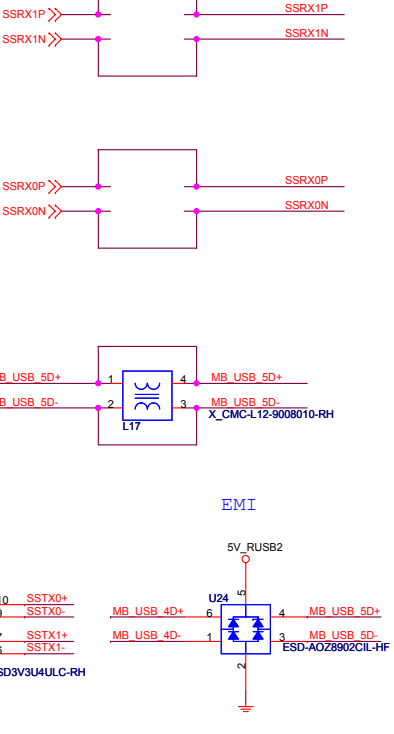 SSRX1P SSRX1P
SSRX1N SSRX1N
SSRX0P SSRX0P
SSRX0N SSRX0N
B_USB_5D+ 1 4 MB_USB_5D+
B_USB_5D- 2 3 MB_USB_5D-
L17 X_CMC-L12-9008010-RH
EMI
5V_RUSB2
10 SSTX0+ U24 5
SSTX0- MB_USB_4D+ 6 4 MB_USB_5D+
SSTX1+ MB_USB_4D- 1 3 MB_USB_5D-
SSTX1- ESD-AOZ8902CIL-HF
SD3V3U4ULC-RH 2